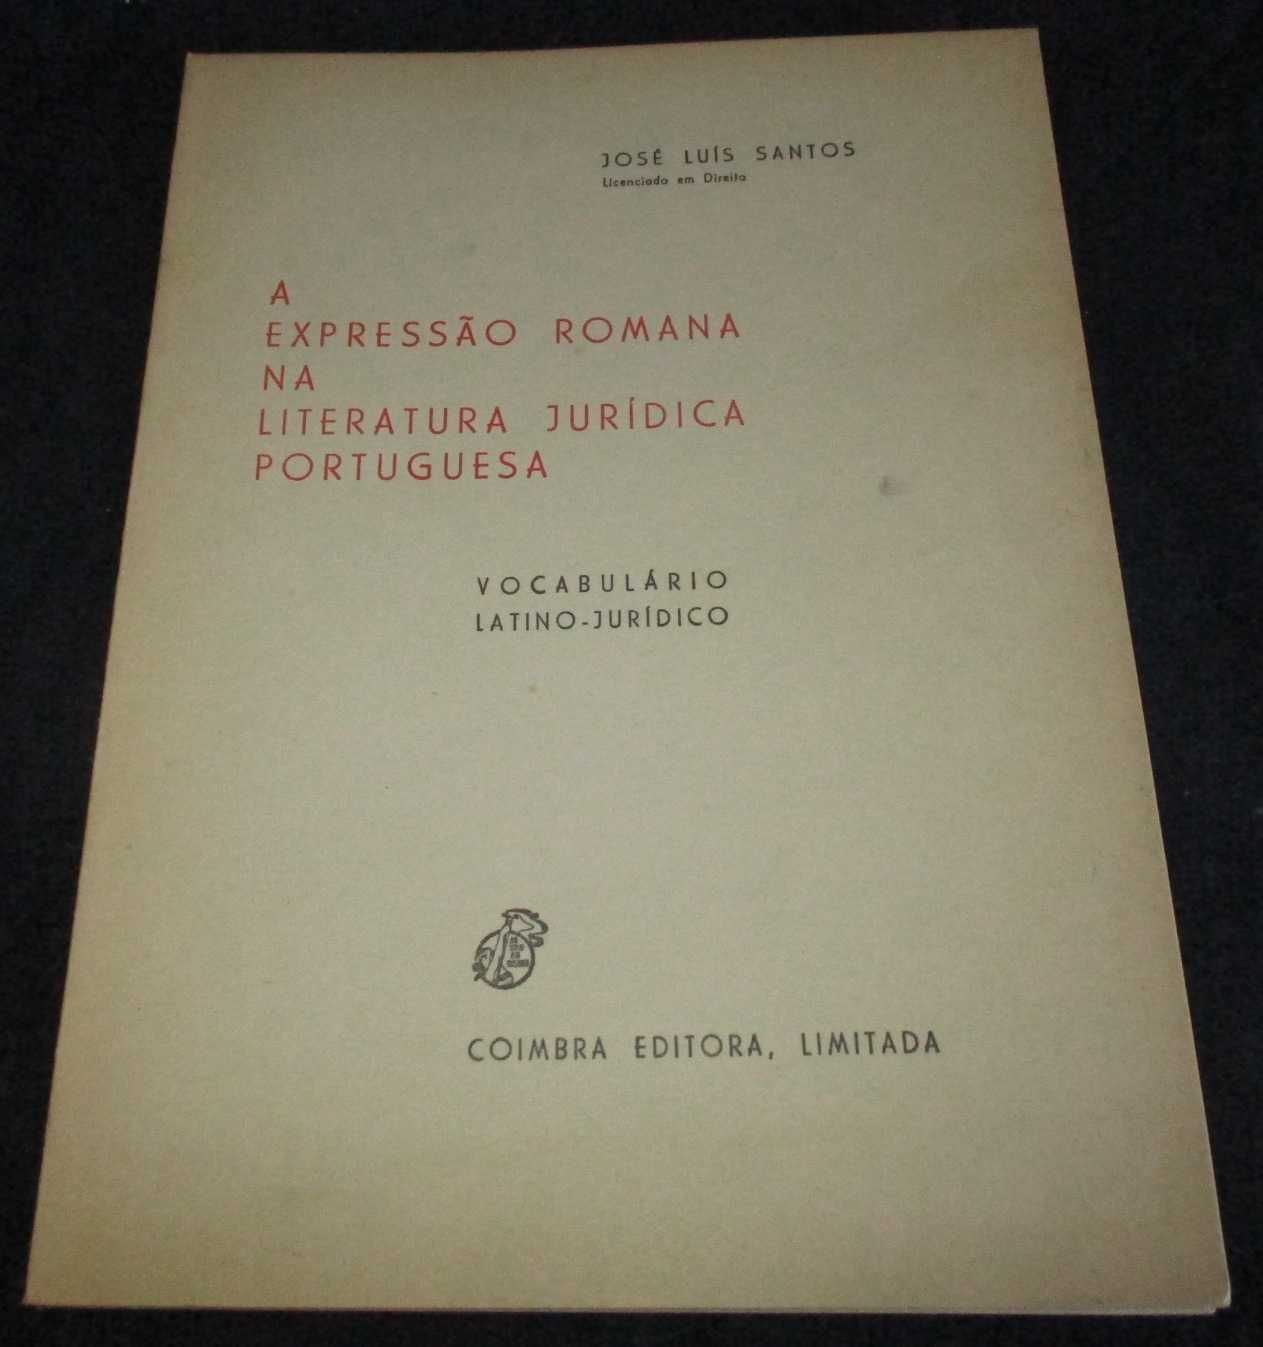 JOSÉ LUÍS SANTOS
Licenciado em Direito
A
EXPRESSÃO ROMANA
NA
LITERATURA JURÍDICA
PORTUGUESA
VOCABULÁRIO
LATINO-JURÍDICO
COIMBRA EDITORA, LIMITADA